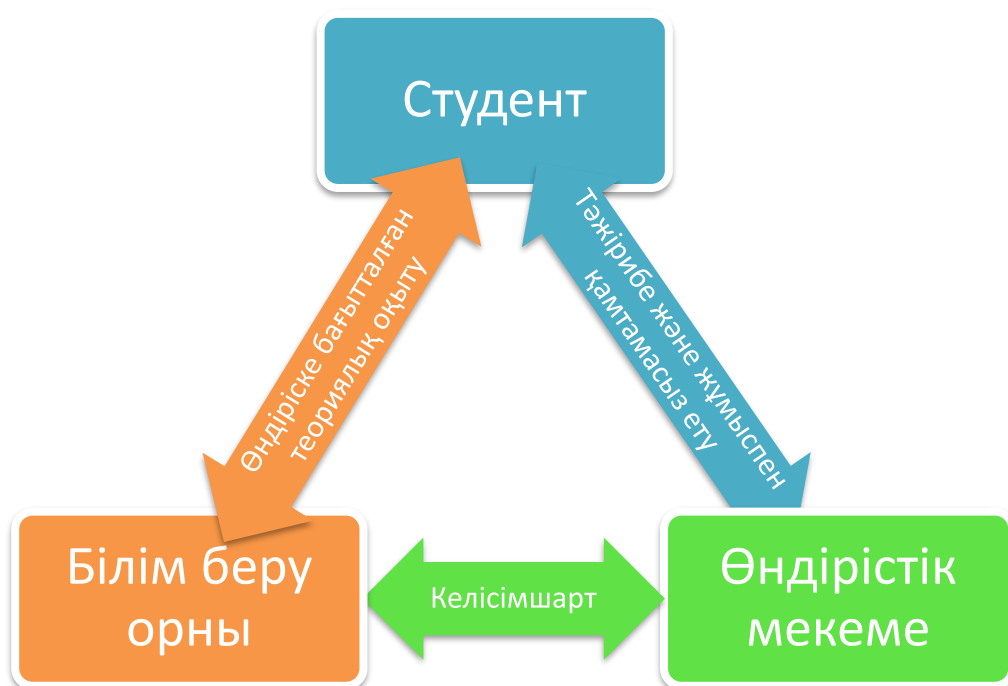 Студент
Өндіріске бағытталған
теориялық оқыту
Тәжірибе және жұмыспен
қамтамасыз ету
Білім беру
орны
Келісімшарт
Өндірістік
мекеме